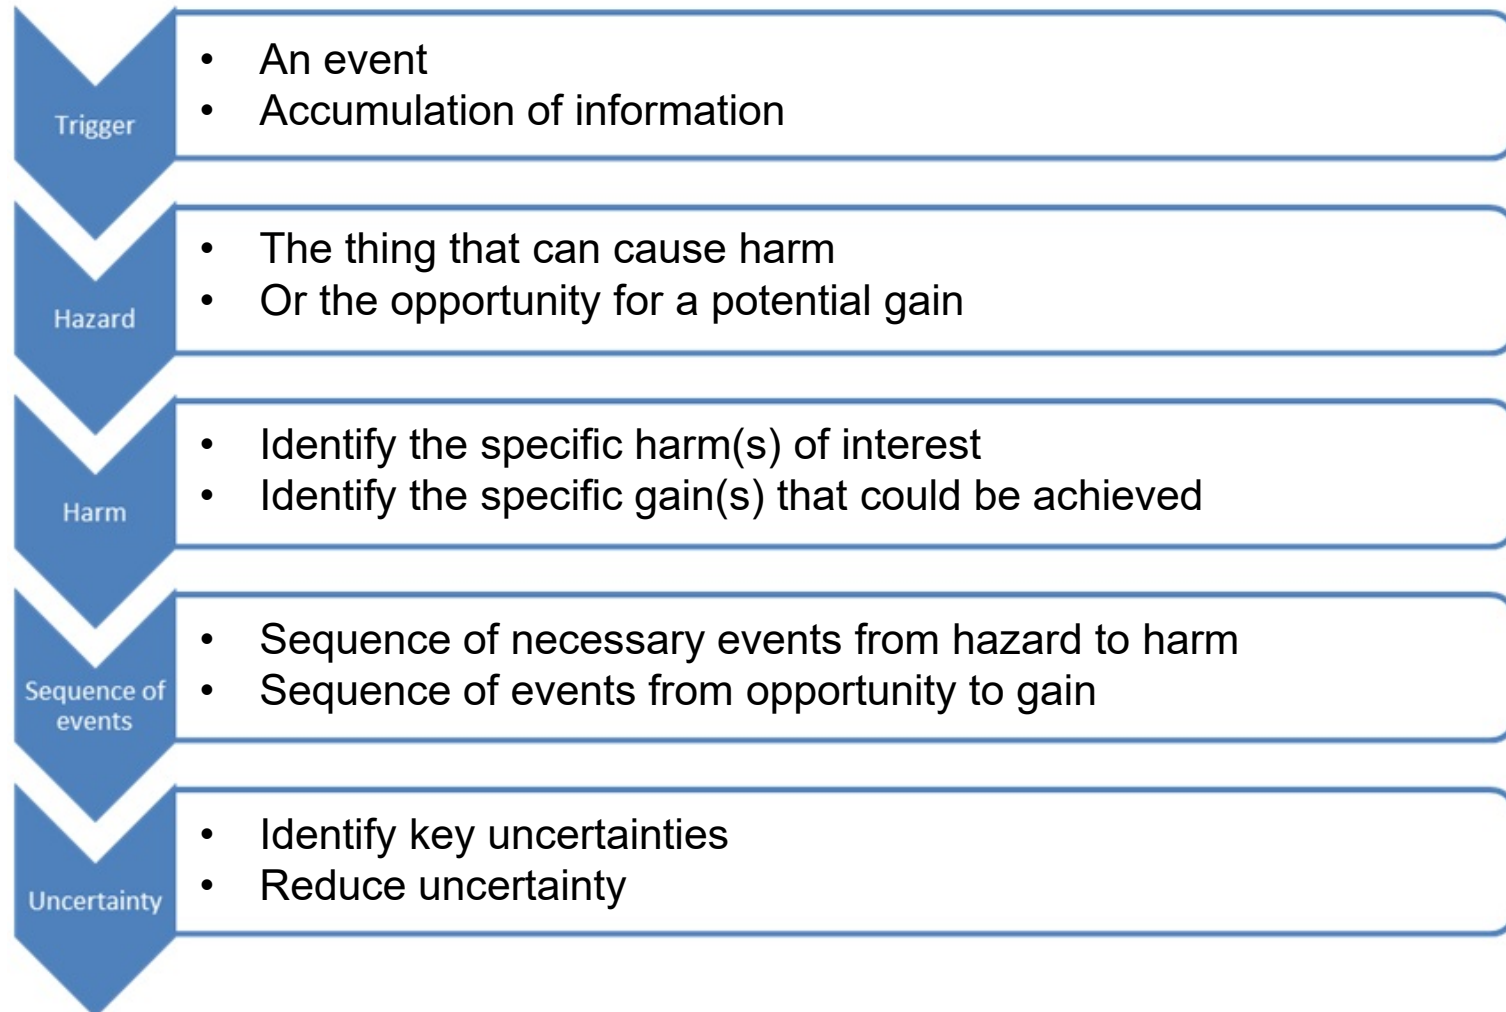 Trigger
• An event
• Accumulation of information
Hazard
• The thing that can cause harm
• Or the opportunity for a potential gain
Harm
• Identify the specific harm(s) of interest
• Identify the specific gain(s) that could be achieved
Sequence of
events
• Sequence of necessary events from hazard to harm
• Sequence of events from opportunity to gain
Uncertainty
• Identify key uncertainties
• Reduce uncertainty